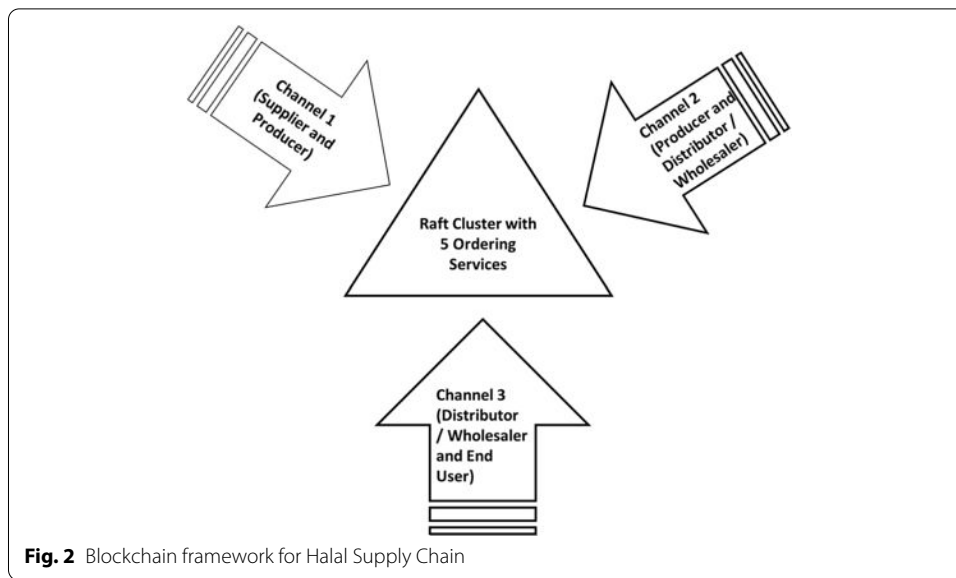 Channel 1
(Supplier and
Producer)
Channel 2
(Producer and
Distributor /
Wholesaler)
Raft Cluster with
5 Ordering
Services
Channel 3
(Distributor
/ Wholesaler
and End
User)
Fig. 2 Blockchain framework for Halal Supply Chain